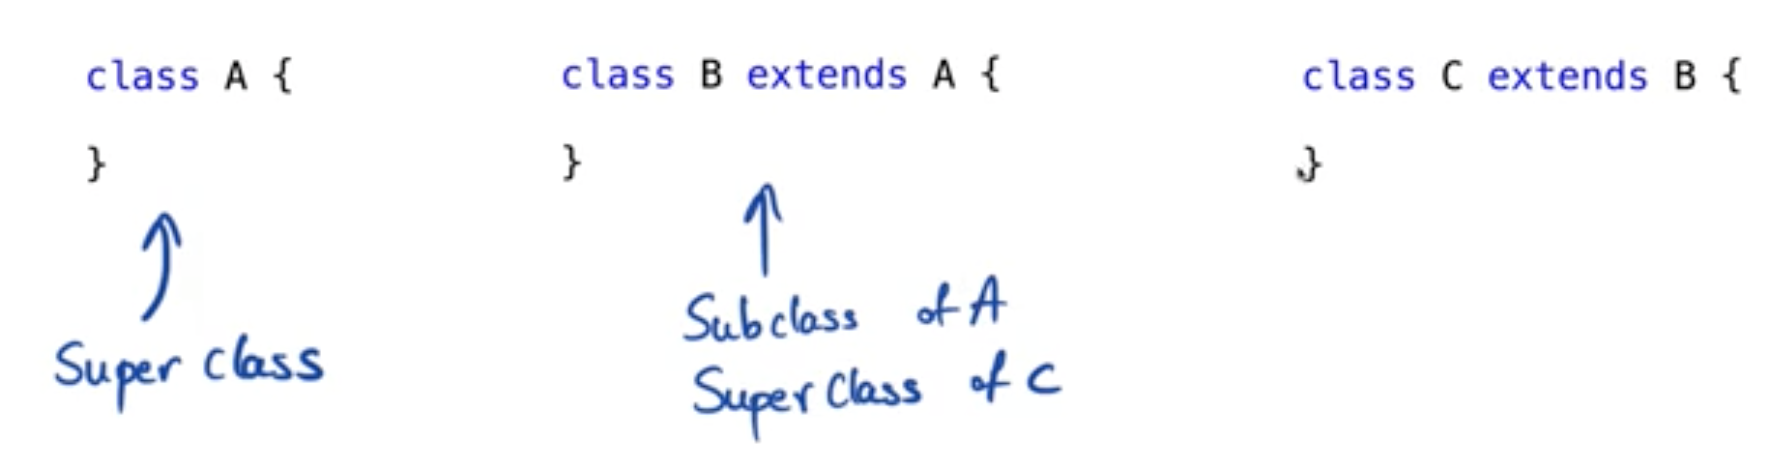 class A {
}
Super class
class B extends A {
}
Subclass of A
Super Class of C
class C extends B {
}